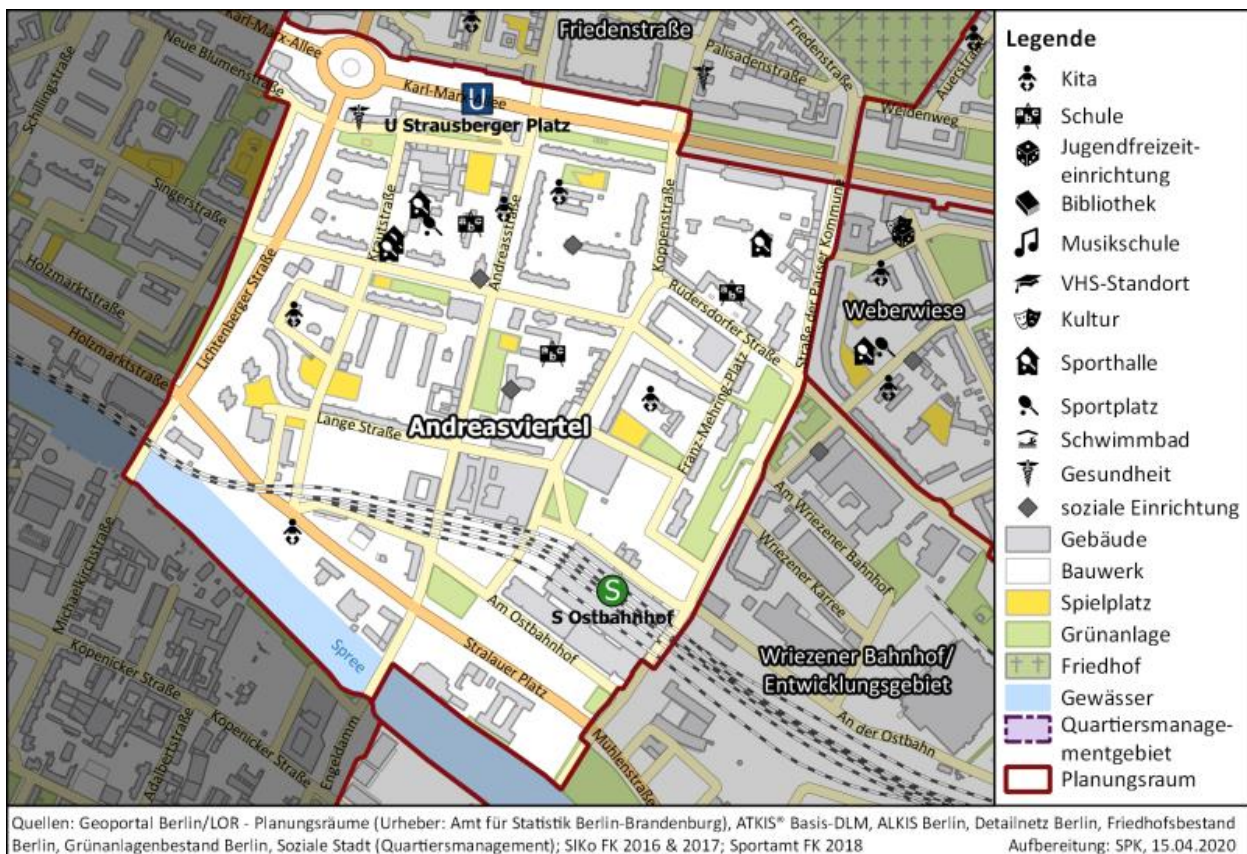 Karl-Marx-Allee
Neue Blumenstraße
Schillingstraße
Friedenstraße
Palisadenstraße
Friedenstraße
Auerstraße
Weidenweg
Karl-Marx-Allee
U
U Strausberger Platz
Singerstraße
Krautstraße
Andreasstraße
Koppenstraße
Straße der Pariser Kommune
Holzmarktstraße
Holzmarktstraße
Lichtenberger Straße
Rüdersdorfer Straße
Weberwiese
Andreasviertel
Lange Straße
Franz-Mehring-Platz
Am Wriezener Bahnhof
Wriezener Karree
Michaelkirchstraße
S
S Ostbahnhof
Am Ostbahnhof
Stralauer Platz
Spree
Wriezener Bahnhof/
Entwicklungsgebiet
An der Ostbahn
Köpenicker Straße
Köpenicker Straße
Adalbertstraße
Engeldamm
Mühlenstraße
Legende
Kita
abc Schule
Jugendfreizeit-
einrichtung
Bibliothek
Musikschule
VHS-Standort
Kultur
Sporthalle
Sportplatz
Schwimmbad
Gesundheit
soziale Einrichtung
Gebäude
Bauwerk
Spielplatz
Grünanlage
Friedhof
Gewässer
Quartiersmanage-
mentgebiet
Planungsraum
Quellen: Geoportal Berlin/LOR - Planungsräume (Urheber: Amt für Statistik Berlin-Brandenburg), ATKIS® Basis-DLM, ALKIS Berlin, Detailnetz Berlin, Friedhofsbestand
Berlin, Grünanlagenbestand Berlin, Soziale Stadt (Quartiersmanagement); SIKo FK 2016 & 2017; Sportamt FK 2018
Aufbereitung: SPK, 15.04.2020